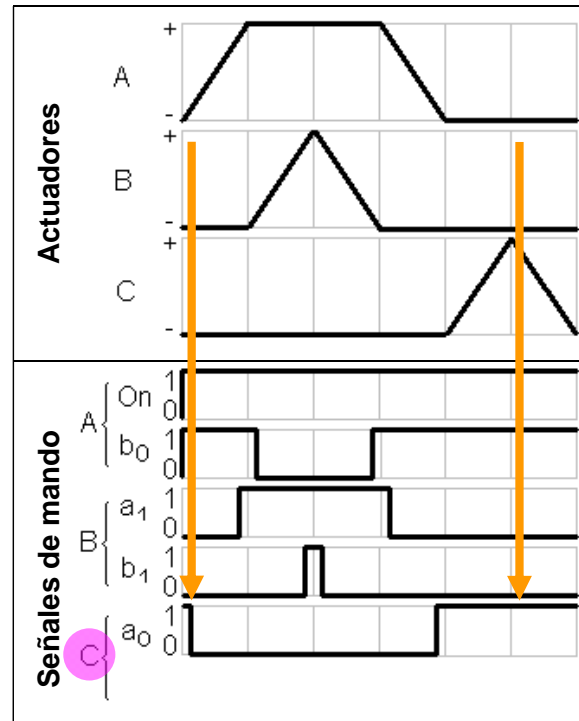 Actuadores
+
A
-
+
B
-
+
C
-
Señales de mando
A { On 1
0
b0 1
0
B { a1 1
0
b1 1
0
C { a0 1
0